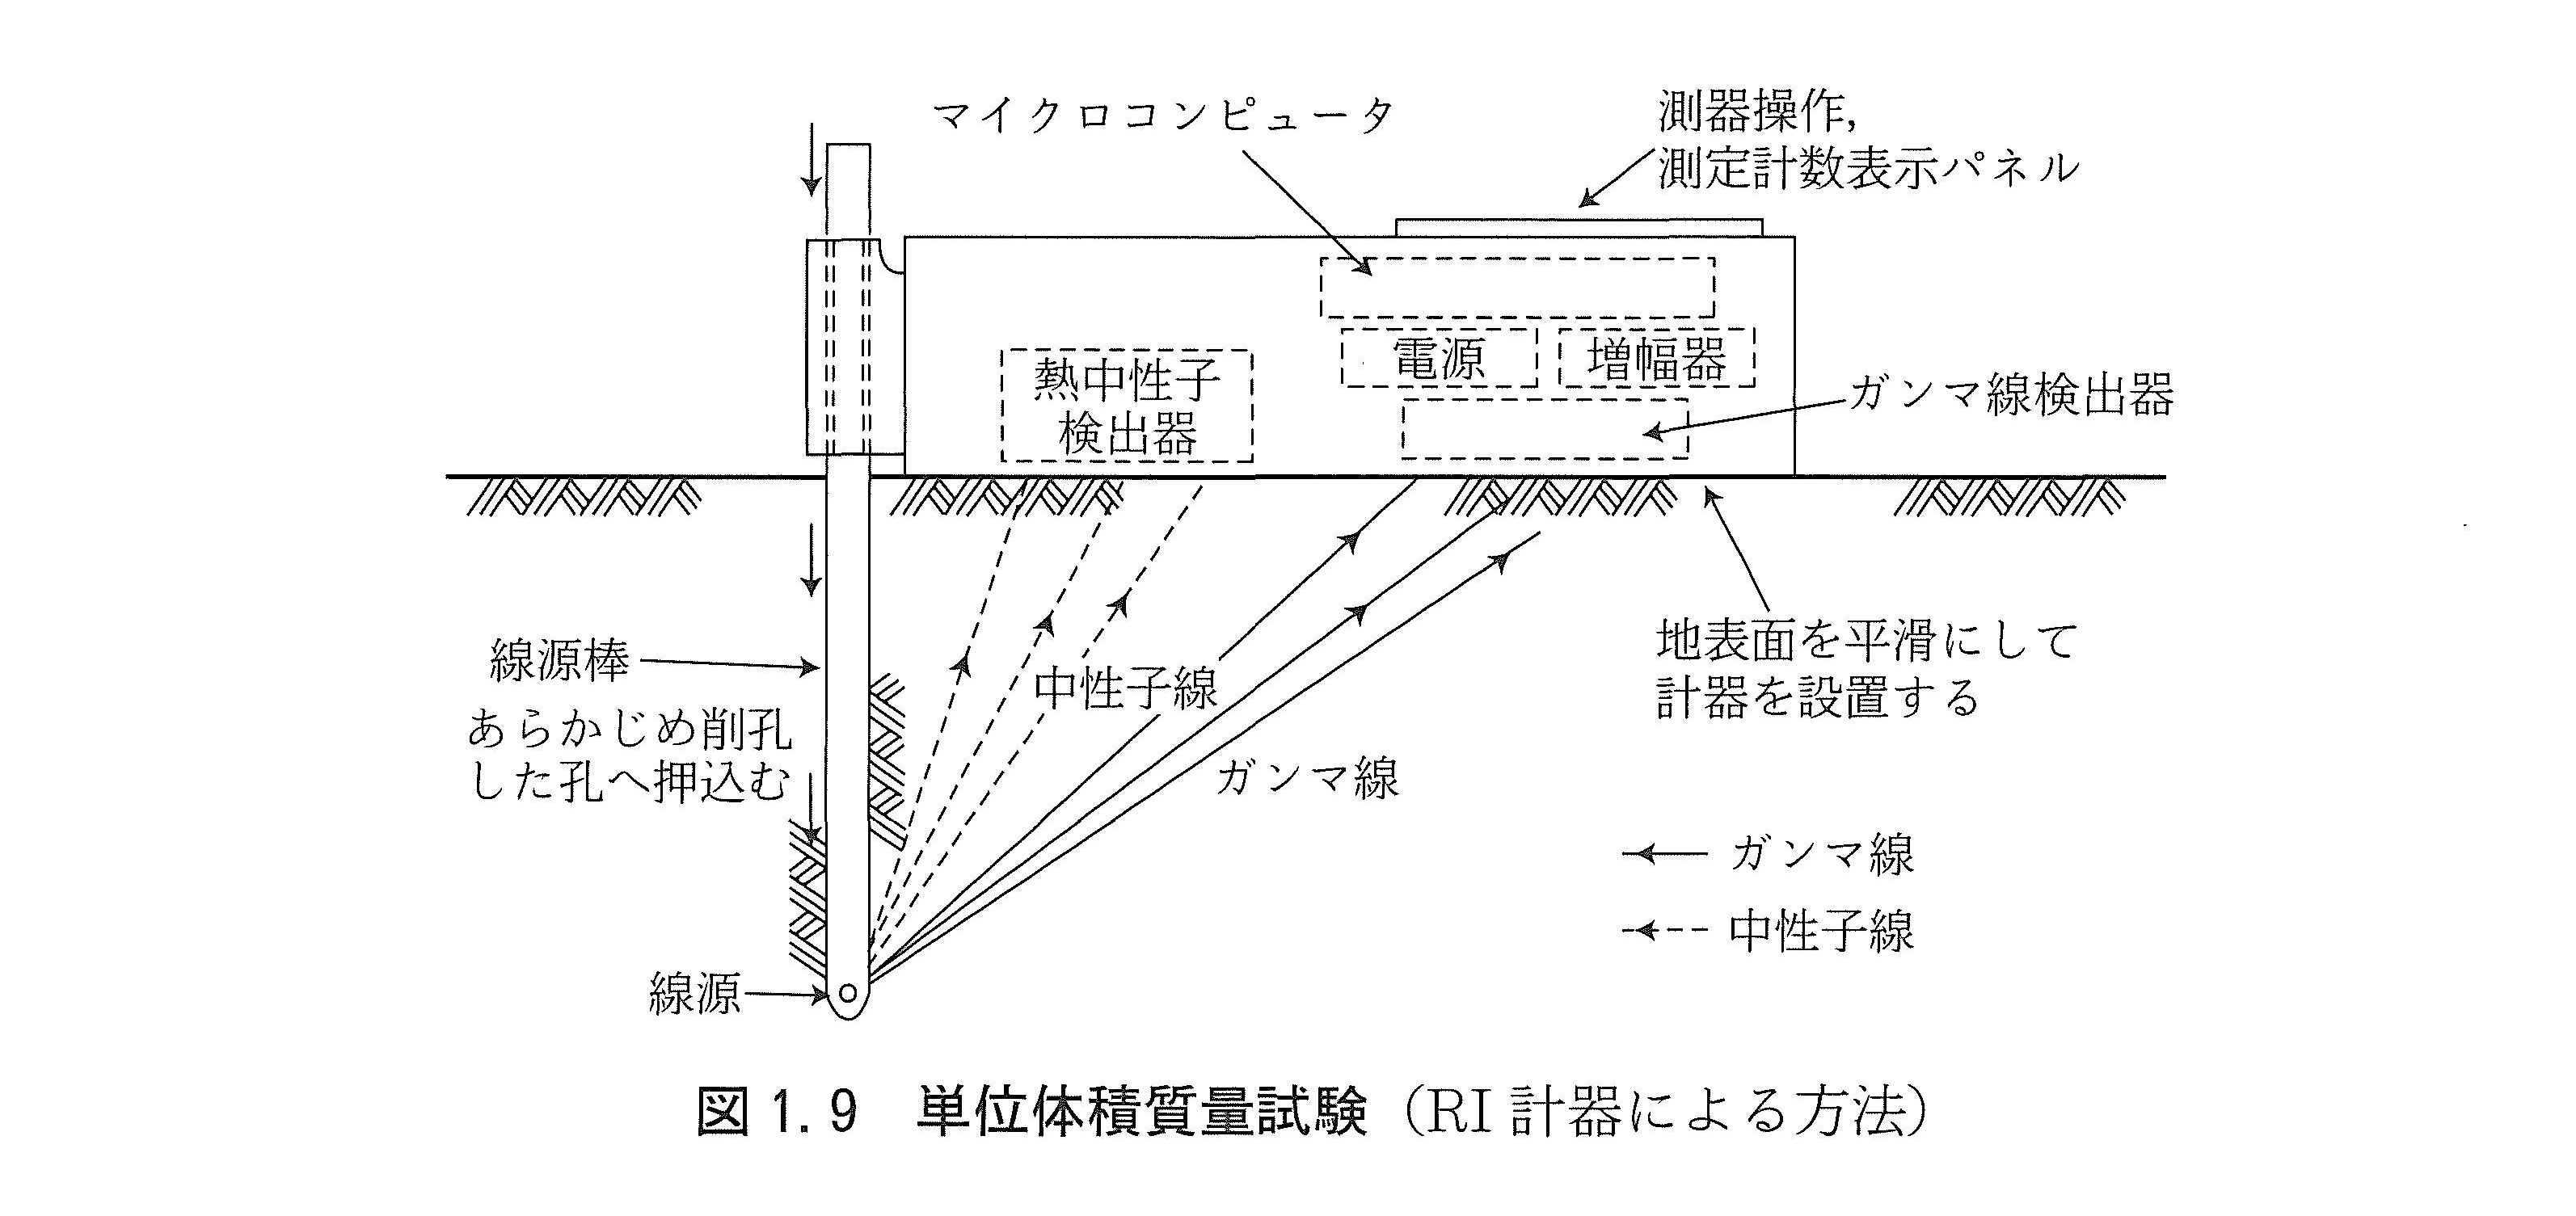 マイクロコンピュータ
測器操作,
測定計数表示パネル
電源
増幅器
熱中性子
検出器
ガンマ線検出器
線源棒
あらかじめ削孔
した孔へ押込む
中性子線
ガンマ線
地表面を平滑にして
計器を設置する
ガンマ線
中性子線
線源
図 1. 9 単位体積質量試験（RI 計器による方法）